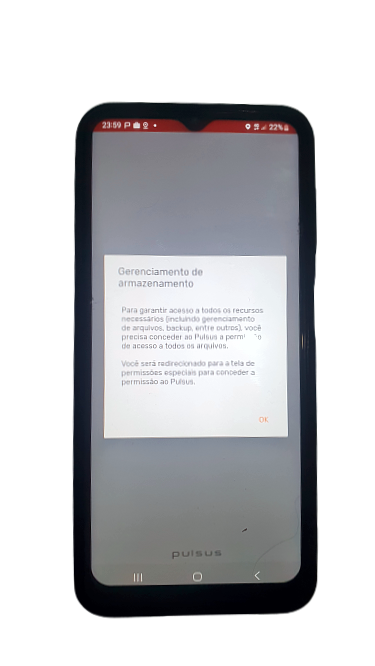 23:59
22%
Gerenciamento de
armazenamento
Para garantir acesso a todos os recursos
necessários (incluindo gerenciamento
de arquivos, backup, entre outros), você
precisa conceder ao Pulsus a
de acesso a todos os arquivos.
Você será redirecionado para a tela de
permissões especiais para conceder a
permissão ao Pulsus.
OK
pulsus